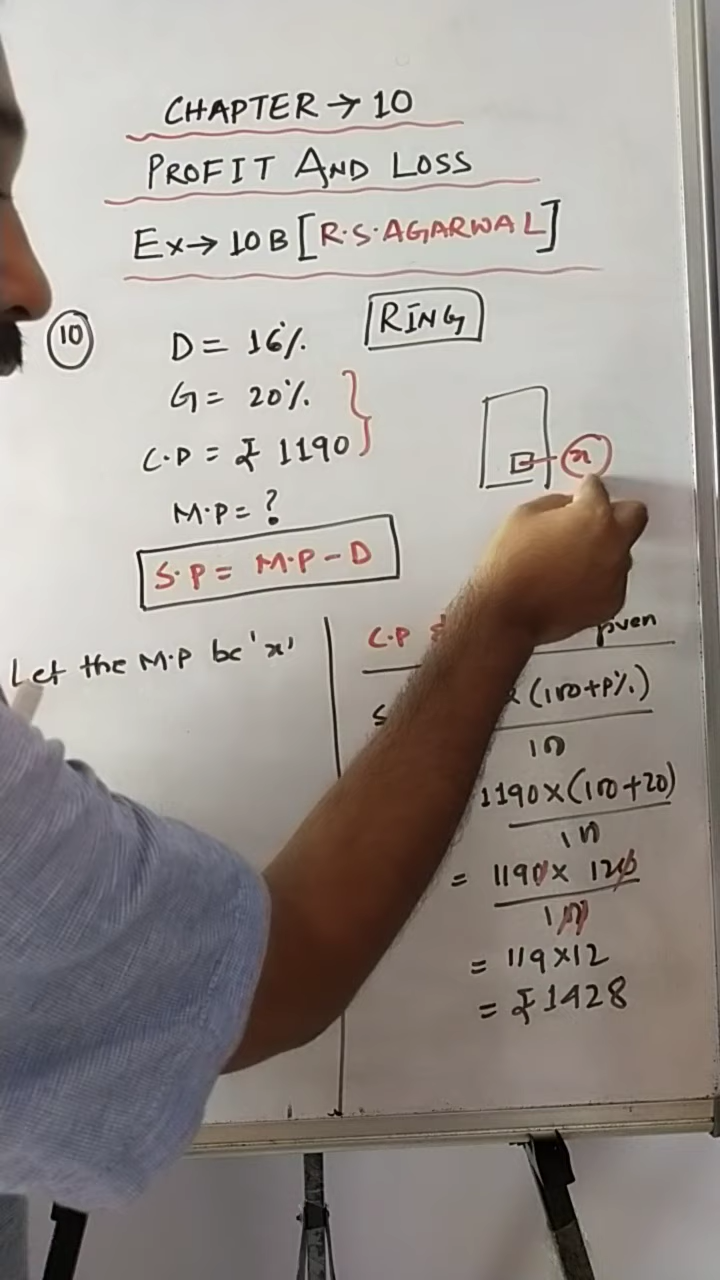 CHAPTER → 10
PROFIT AND LOSS
Ex → 10B [R.S.AGARWAL]
10
D = 16%
RING
G = 20%
C.P = ₹ 1190
x
M.P = ?
S.P = M.P - D
Let the M.P be 'x'
C.P
(100+P%)
100
1190 × (100+20)
100
= 1190 × 120
100
= 119 × 12
= ₹ 1428